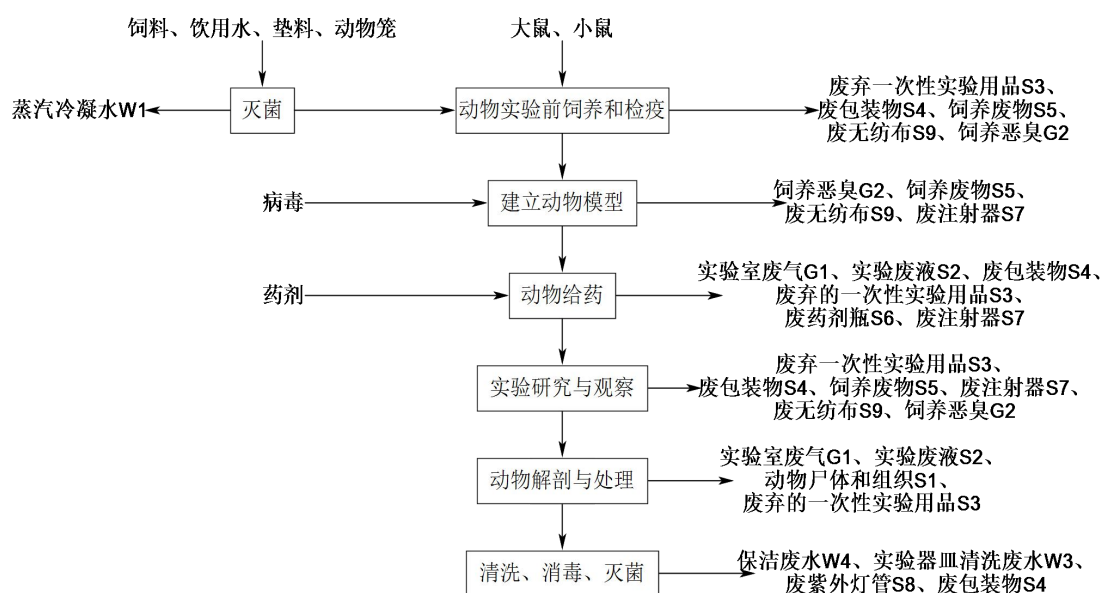 饲料、饮用水、垫料、动物笼
大鼠、小鼠
蒸汽冷凝水W1
灭菌
动物实验前饲养和检疫
废弃一次性实验用品S3、
废包装物S4、饲养废物S5、
废无纺布S9、饲养恶臭G2
病毒
建立动物模型
饲养恶臭G2、饲养废物S5、
废无纺布S9、废注射器S7
药剂
动物给药
实验室废气G1、实验废液S2、废包装物S4、
废弃的一次性实验用品S3、
废药剂瓶S6、废注射器S7
实验研究与观察
废弃一次性实验用品S3、
废包装物S4、饲养废物S5、废注射器S7、
废无纺布S9、饲养恶臭G2
动物解剖与处理
实验室废气G1、实验废液S2、
动物尸体和组织S1、
废弃的一次性实验用品S3
清洗、消毒、灭菌
保洁废水W4、实验器皿清洗废水W3、
废紫外灯管S8、废包装物S4